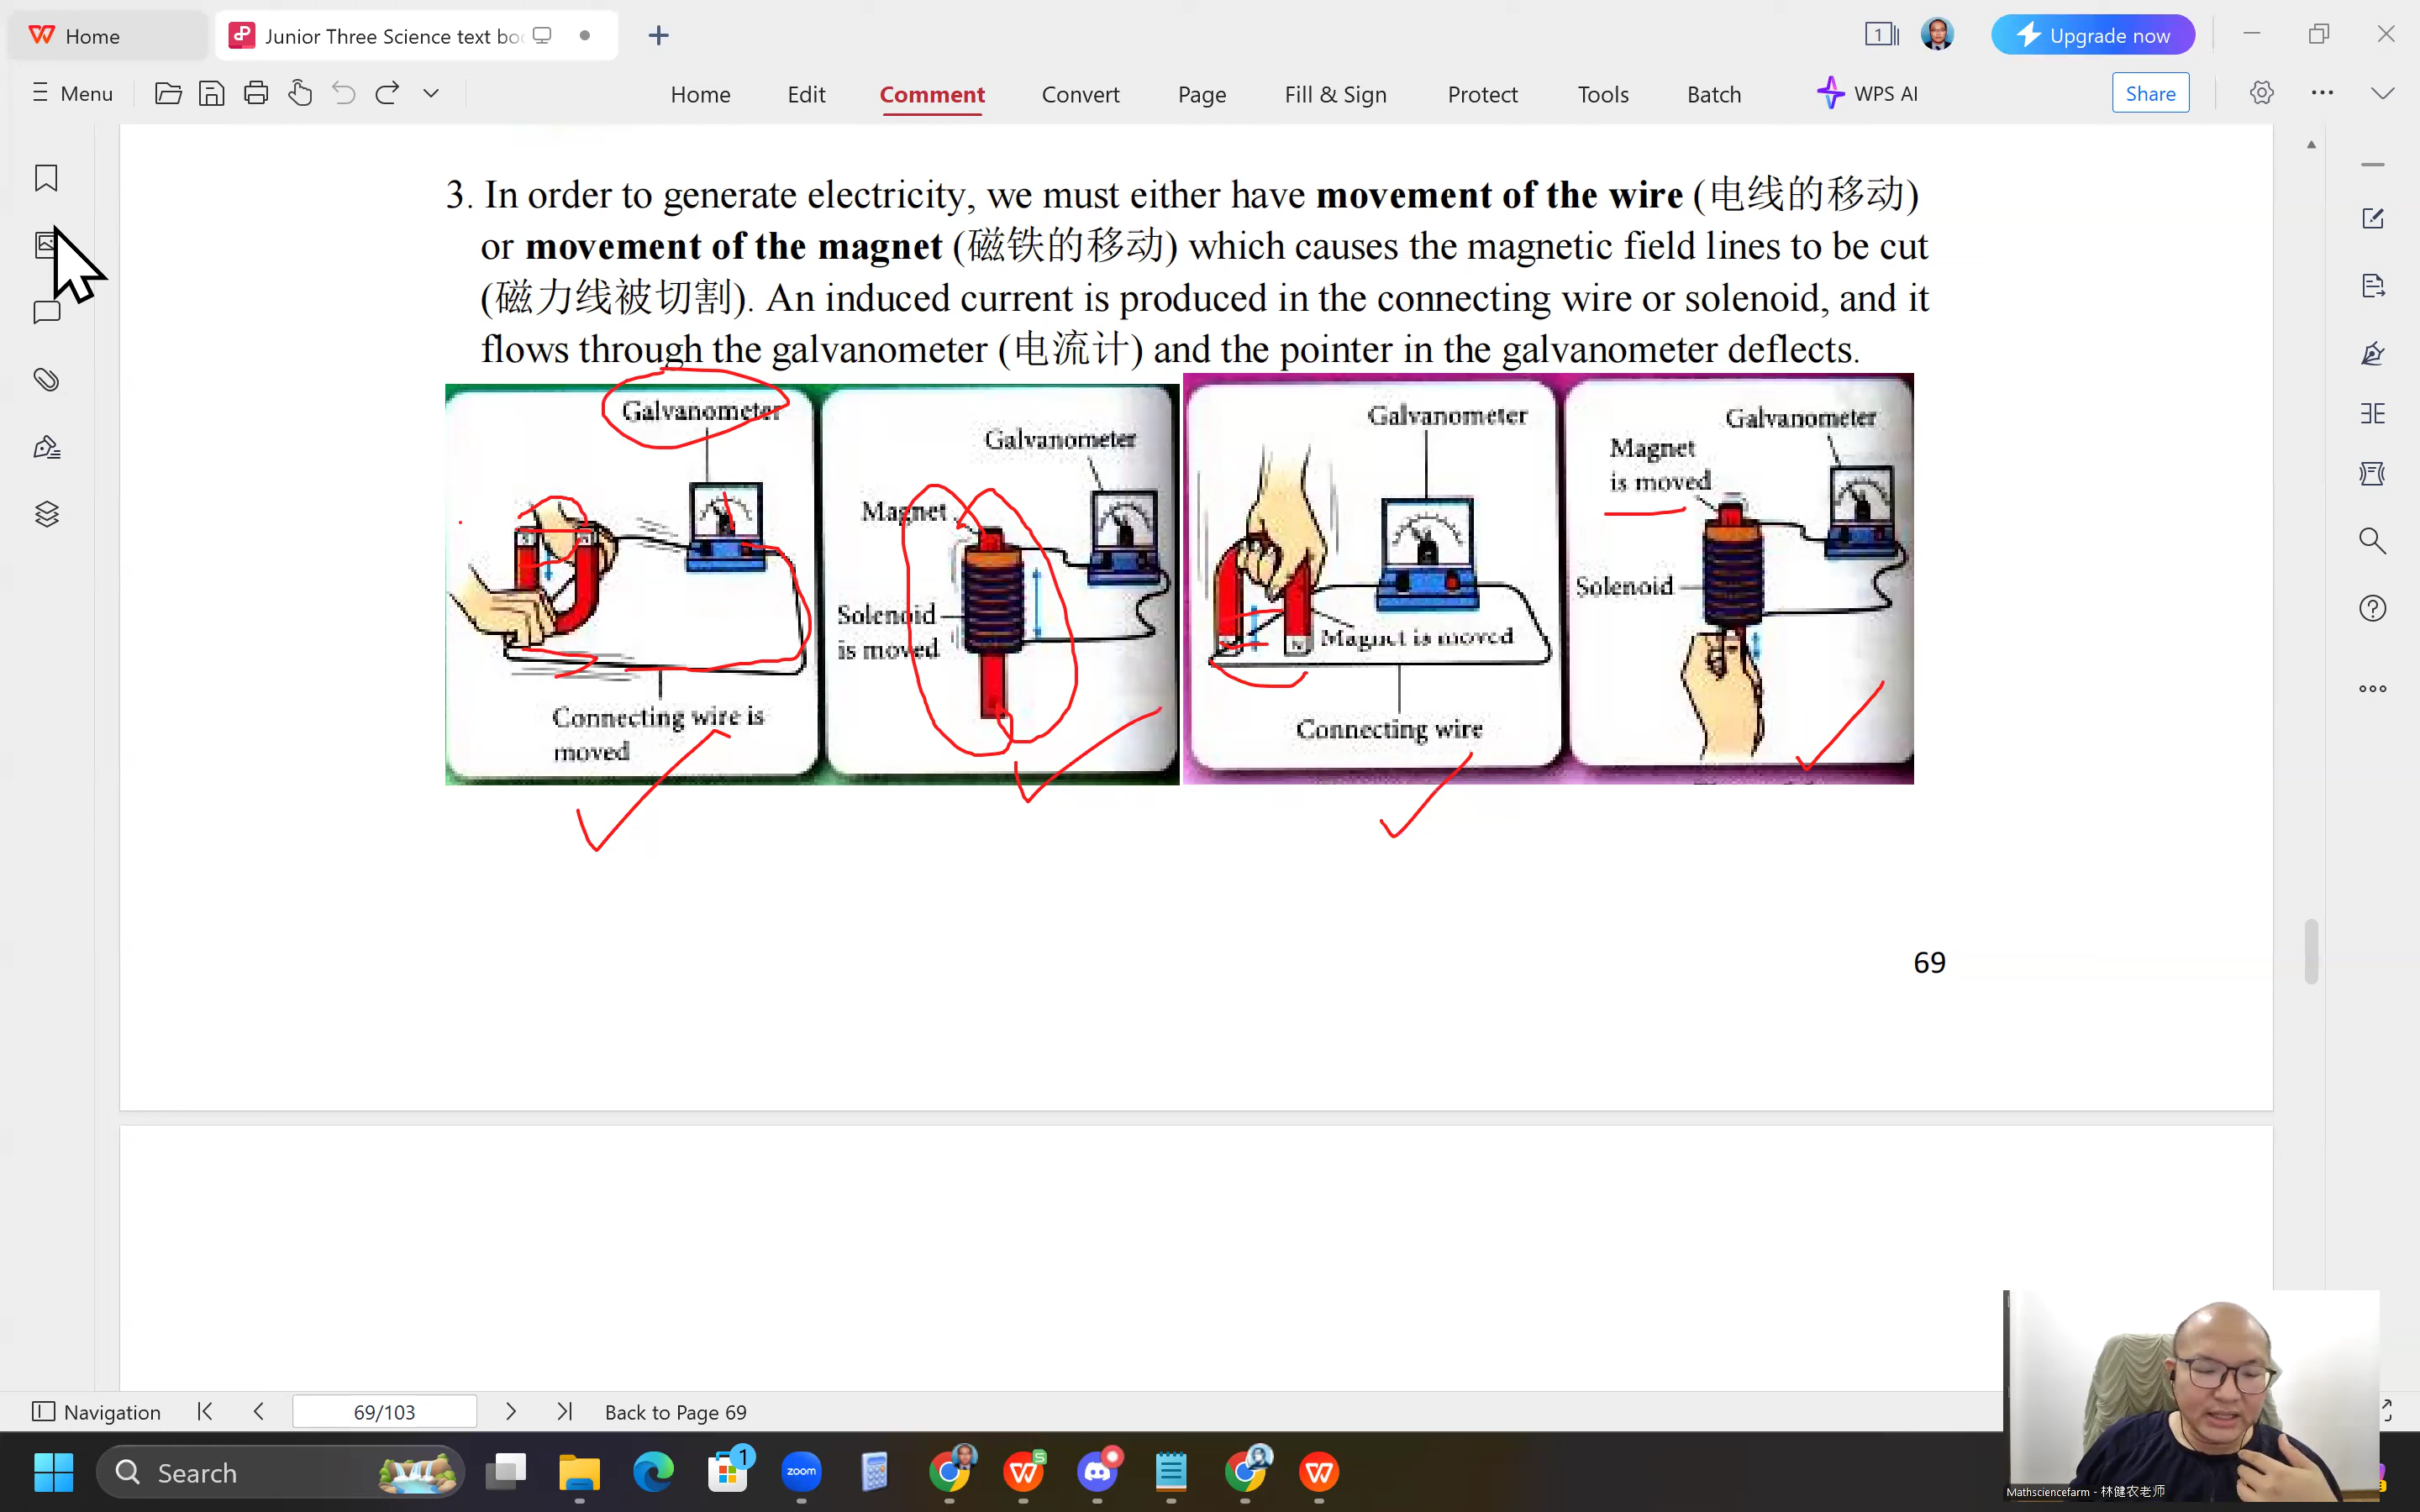 Home
Junior Three Science text bo
1
Upgrade now
Menu
Home
Edit
Comment
Convert
Page
Fill & Sign
Protect
Tools
Batch
WPS AI
Share
3. In order to generate electricity, we must either have movement of the wire (电线的移动)
or movement of the magnet (磁铁的移动) which causes the magnetic field lines to be cut
(磁力线被切割). An induced current is produced in the connecting wire or solenoid, and it
flows through the galvanometer (电流计) and the pointer in the galvanometer deflects.
Galvanometer
Connecting wire is
moved
Galvanometer
Magnet
Solenoid
is moved
Galvanometer
Magnet is moved
Connecting wire
Galvanometer
Magnet
is moved
Solenoid
69
Navigation
69/103
Back to Page 69
Search
1
zoom
Mathsciencefarm - 林健农老师